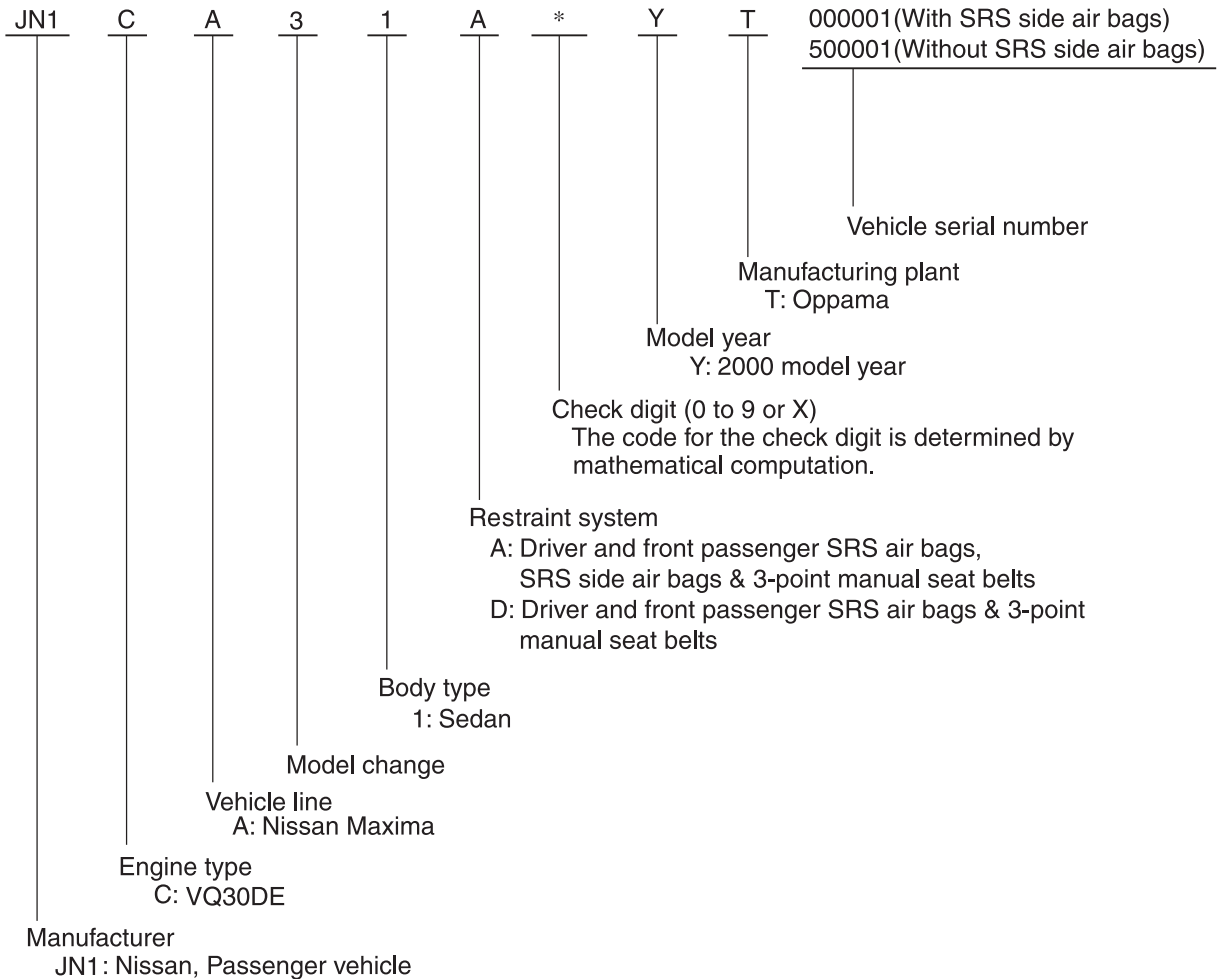 JN1 C A 3 1 A * Y T 000001(With SRS side air bags)
500001(Without SRS side air bags)
Vehicle serial number
Manufacturing plant
T: Oppama
Model year
Y: 2000 model year
Check digit (0 to 9 or X)
The code for the check digit is determined by
mathematical computation.
Restraint system
A: Driver and front passenger SRS air bags,
SRS side air bags & 3-point manual seat belts
D: Driver and front passenger SRS air bags & 3-point
manual seat belts
Body type
1: Sedan
Model change
Vehicle line
A: Nissan Maxima
Engine type
C: VQ30DE
Manufacturer
JN1: Nissan, Passenger vehicle